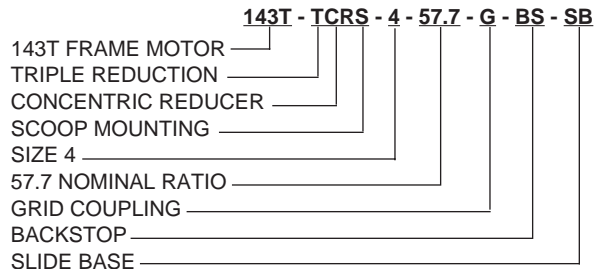 143T - TCRS - 4 - 57.7 - G - BS - SB
143T FRAME MOTOR
TRIPLE REDUCTION
CONCENTRIC REDUCER
SCOOP MOUNTING
SIZE 4
57.7 NOMINAL RATIO
GRID COUPLING
BACKSTOP
SLIDE BASE